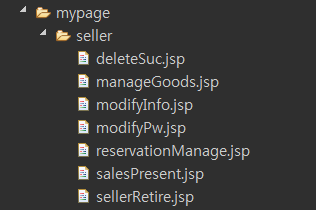 mypage
seller
deleteSuc.jsp
manageGoods.jsp
modifyInfo.jsp
modifyPw.jsp
reservationManage.jsp
salesPresent.jsp
sellerRetire.jsp